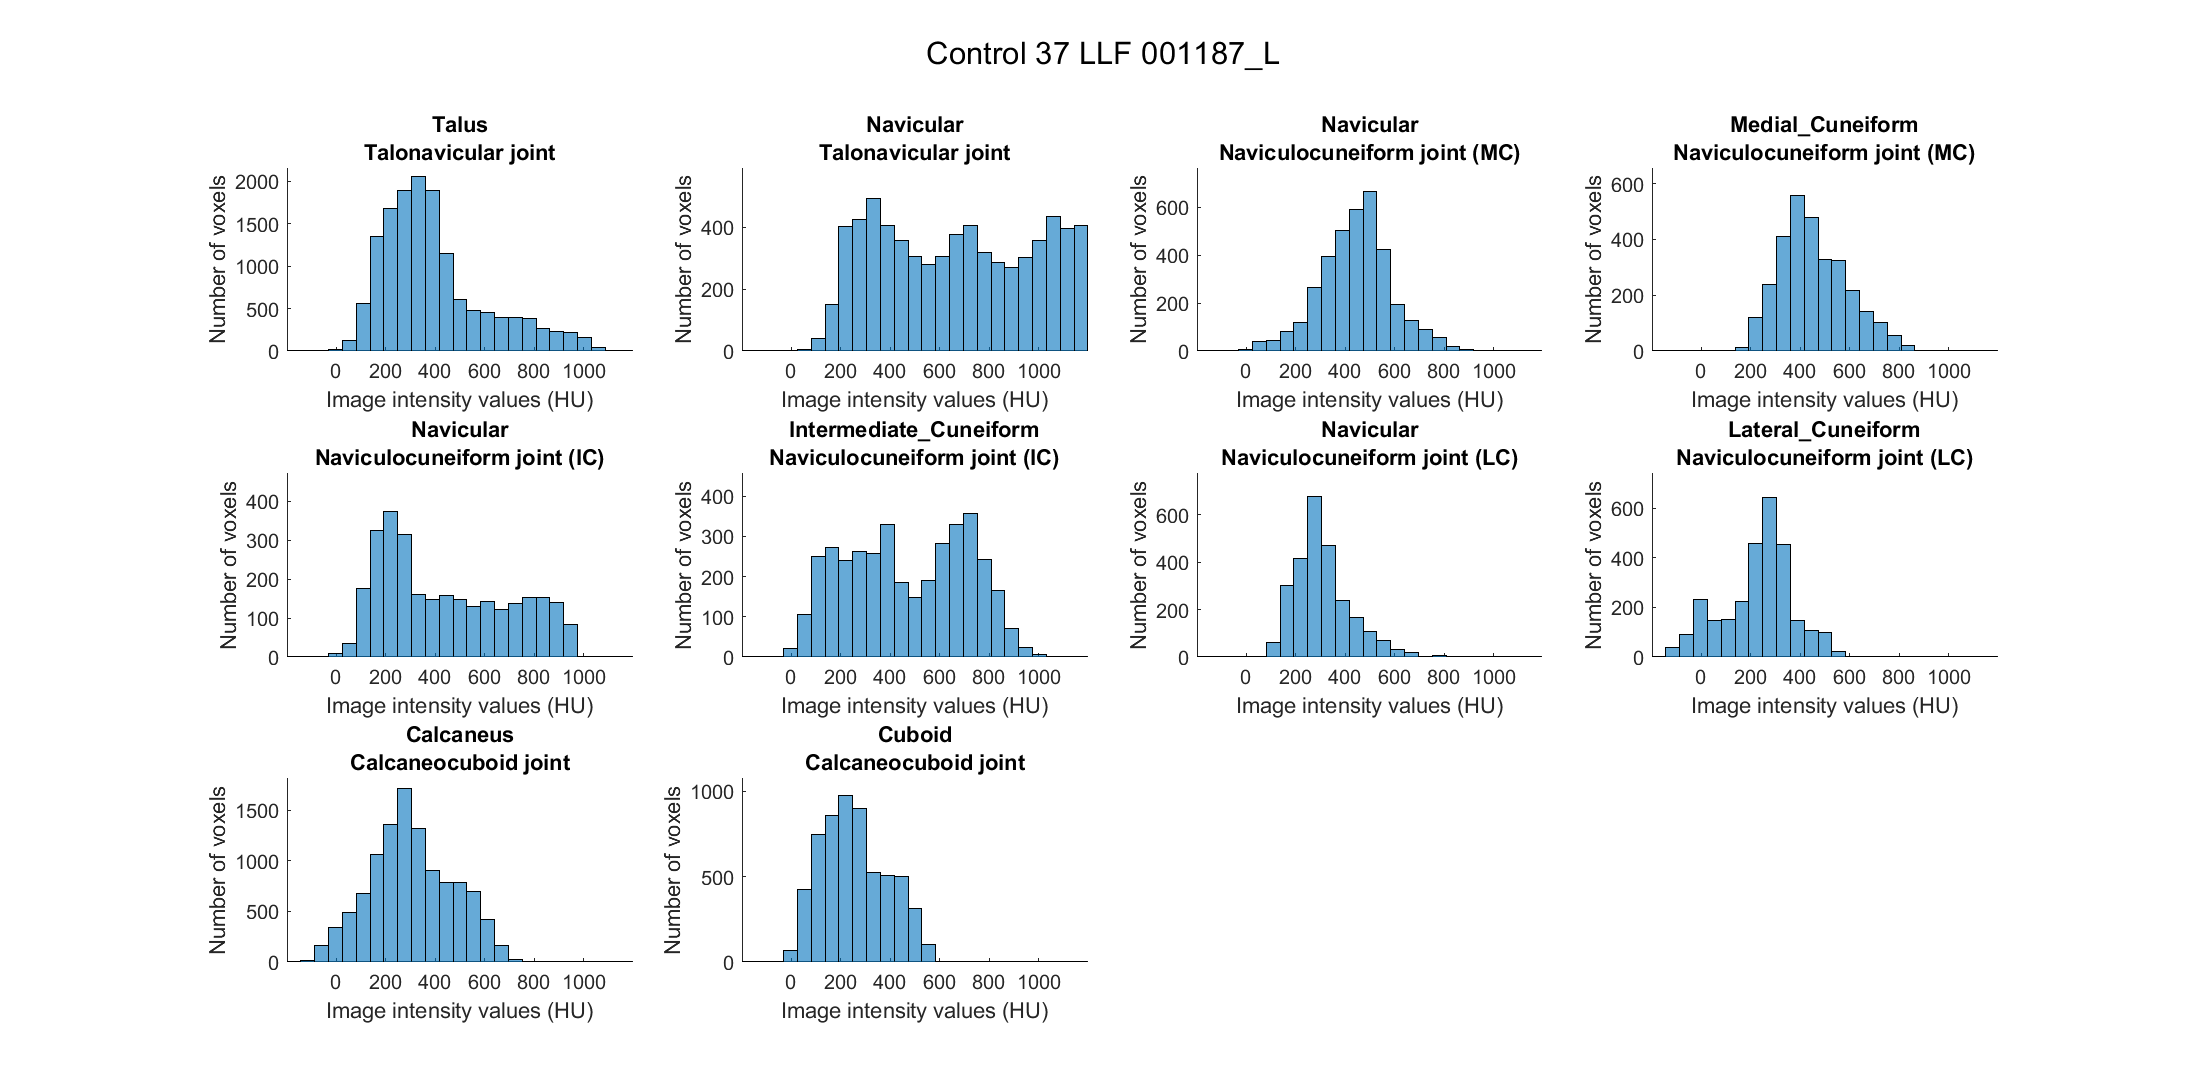 Control 37 LLF 001187_L
Talus
Talonavicular joint
Number of voxels
2000
1500
1000
500
0
0 200 400 600 800 1000
Image intensity values (HU)
Navicular
Talonavicular joint
Number of voxels
400
200
0
0 200 400 600 800 1000
Image intensity values (HU)
Navicular
Naviculocuneiform joint (MC)
Number of voxels
600
400
200
0
0 200 400 600 800 1000
Image intensity values (HU)
Medial_Cuneiform
Naviculocuneiform joint (MC)
Number of voxels
600
400
200
0
0 200 400 600 800 1000
Image intensity values (HU)
Navicular
Naviculocuneiform joint (IC)
Number of voxels
400
300
200
100
0
0 200 400 600 800 1000
Image intensity values (HU)
Intermediate_Cuneiform
Naviculocuneiform joint (IC)
Number of voxels
400
300
200
100
0
0 200 400 600 800 1000
Image intensity values (HU)
Navicular
Naviculocuneiform joint (LC)
Number of voxels
600
400
200
0
0 200 400 600 800 1000
Image intensity values (HU)
Lateral_Cuneiform
Naviculocuneiform joint (LC)
Number of voxels
600
400
200
0
0 200 400 600 800 1000
Image intensity values (HU)
Calcaneus
Calcaneocuboid joint
Number of voxels
1500
1000
500
0
0 200 400 600 800 1000
Image intensity values (HU)
Cuboid
Calcaneocuboid joint
Number of voxels
1000
500
0
0 200 400 600 800 1000
Image intensity values (HU)